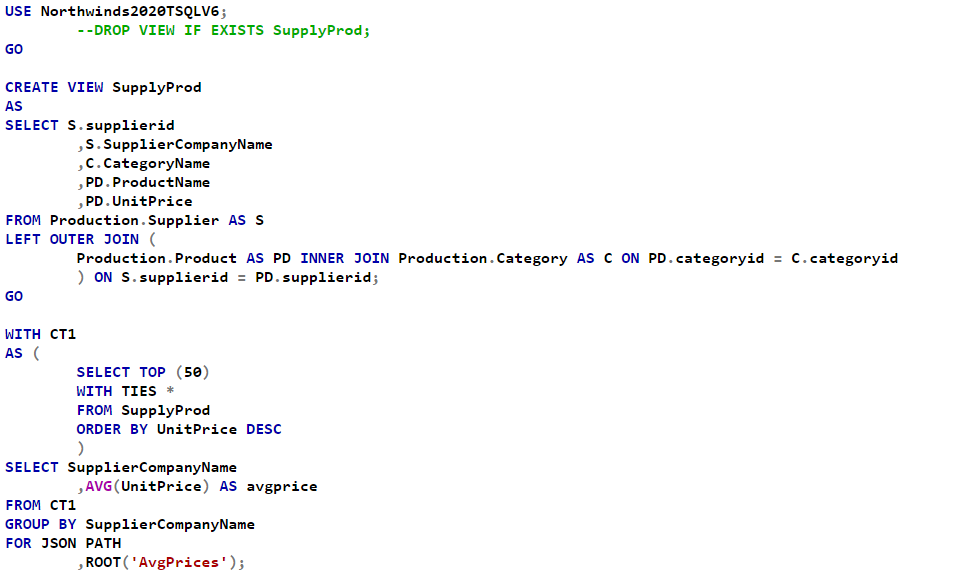 USE Northwinds2020TSQLV6;
--DROP VIEW IF EXISTS SupplyProd;
GO
CREATE VIEW SupplyProd
AS
SELECT S.supplierid
,S.SupplierCompanyName
,C.CategoryName
,PD.ProductName
,PD.UnitPrice
FROM Production.Supplier AS S
LEFT OUTER JOIN (
Production.Product AS PD INNER JOIN Production.Category AS C ON PD.categoryid = C.categoryid
) ON S.supplierid = PD.supplierid;
GO
WITH CT1
AS (
SELECT TOP (50)
WITH TIES *
FROM SupplyProd
ORDER BY UnitPrice DESC
)
SELECT SupplierCompanyName
,AVG(UnitPrice) AS avgprice
FROM CT1
GROUP BY SupplierCompanyName
FOR JSON PATH
,ROOT('AvgPrices');